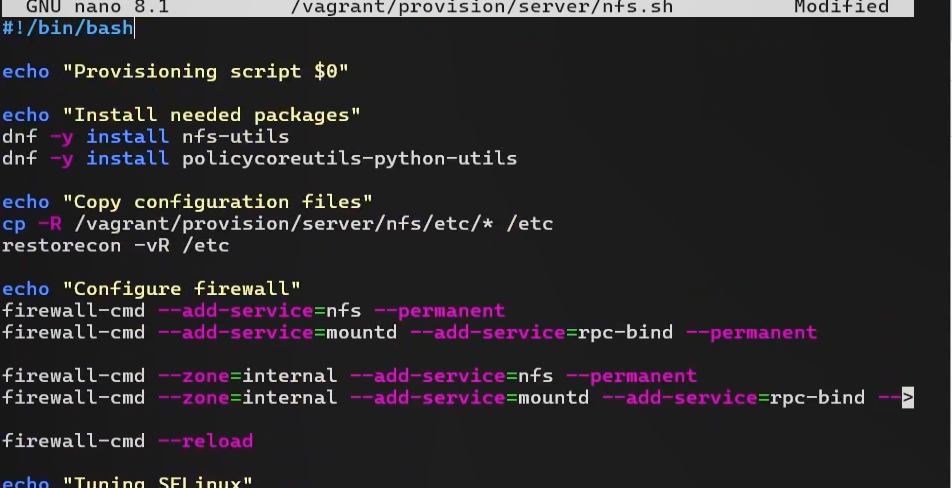 GNU nano 8.1 /vagrant/provision/server/nfs.sh Modified
#!/bin/bash
echo "Provisioning script $0"
echo "Install needed packages"
dnf -y install nfs-utils
dnf -y install policycoreutils-python-utils
echo "Copy configuration files"
cp -R /vagrant/provision/server/nfs/etc/* /etc
restorecon -vR /etc
echo "Configure firewall"
firewall-cmd --add-service=nfs --permanent
firewall-cmd --add-service=mountd --add-service=rpc-bind --permanent
firewall-cmd --zone=internal --add-service=nfs --permanent
firewall-cmd --zone=internal --add-service=mountd --add-service=rpc-bind -->
firewall-cmd --reload
echo "Tuning SELinux"